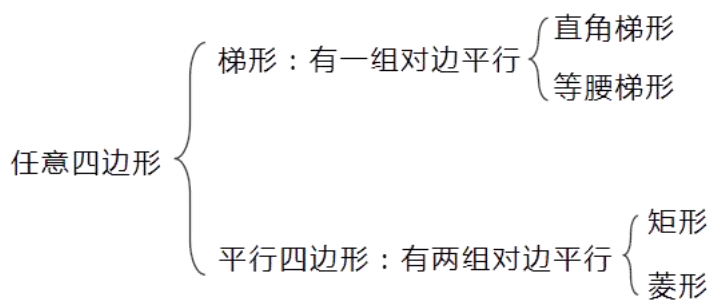 任意四边形
梯形：有一组对边平行
直角梯形
等腰梯形
平行四边形：有两组对边平行
矩形
菱形